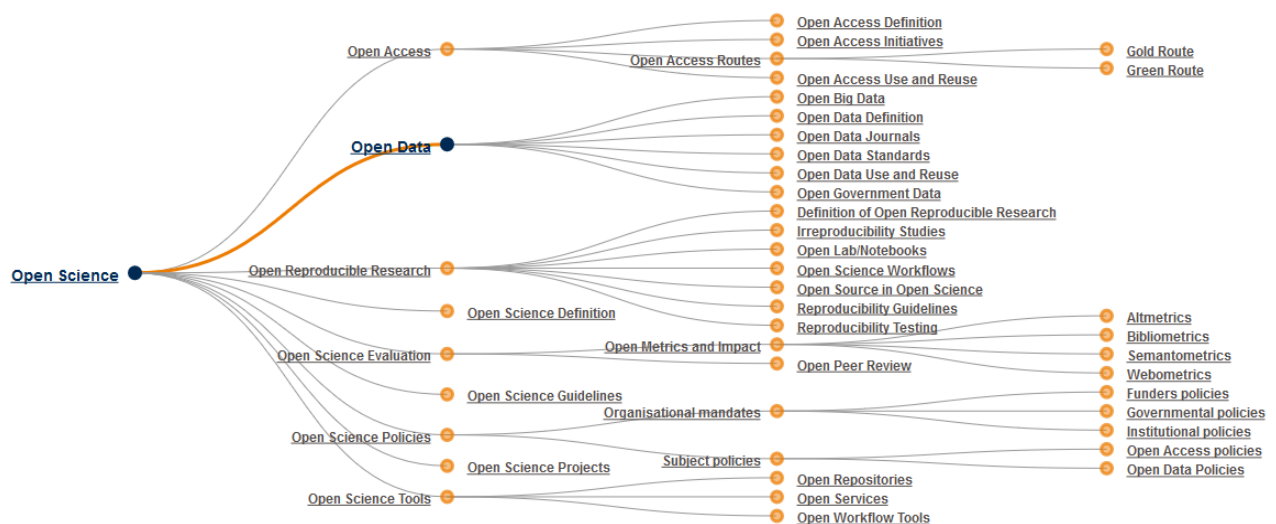 Open Science
Open Access
Open Access Definition
Open Access Initiatives
Open Access Routes
Gold Route
Green Route
Open Access Use and Reuse
Open Data
Open Big Data
Open Data Definition
Open Data Journals
Open Data Standards
Open Data Use and Reuse
Open Government Data
Open Reproducible Research
Definition of Open Reproducible Research
Irreproducibility Studies
Open Lab/Notebooks
Open Science Workflows
Open Source in Open Science
Reproducibility Guidelines
Reproducibility Testing
Open Science Definition
Open Science Evaluation
Open Metrics and Impact
Altmetrics
Bibliometrics
Semantometrics
Webometrics
Open Peer Review
Open Science Guidelines
Open Science Policies
Organisational mandates
Funders policies
Governmental policies
Institutional policies
Subject policies
Open Access policies
Open Data Policies
Open Science Projects
Open Science Tools
Open Repositories
Open Services
Open Workflow Tools